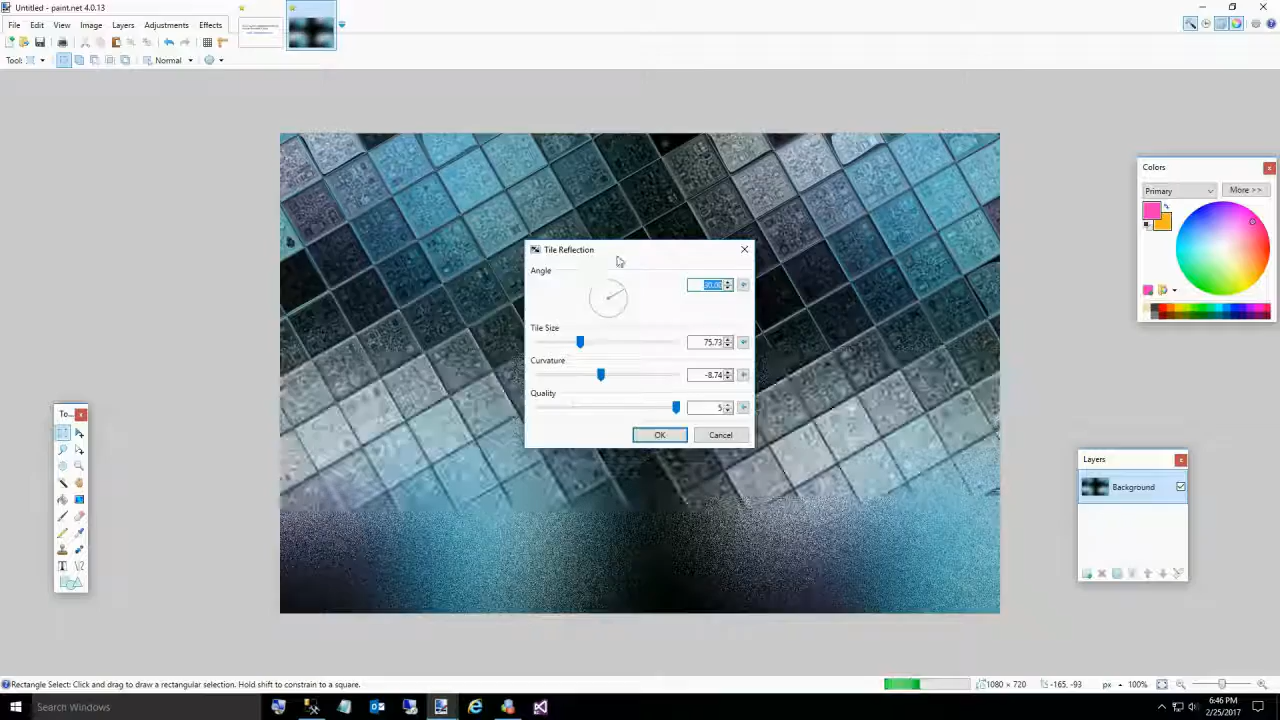 Untitled - paint.net 4.0.13
File Edit View Image Layers Adjustments Effects
Tool:
Normal
Tile Reflection
Angle
30.00
Tile Size
75.73
Curvature
-8.74
Quality
5
OK Cancel
Colors
Primary
More >>
To...
Layers
Background
Rectangle Select: Click and drag to draw a rectangular selection. Hold shift to constrain to a square.
1080 × 720
-165, -93
px
100%
Search Windows
6:46 PM
2/25/2017